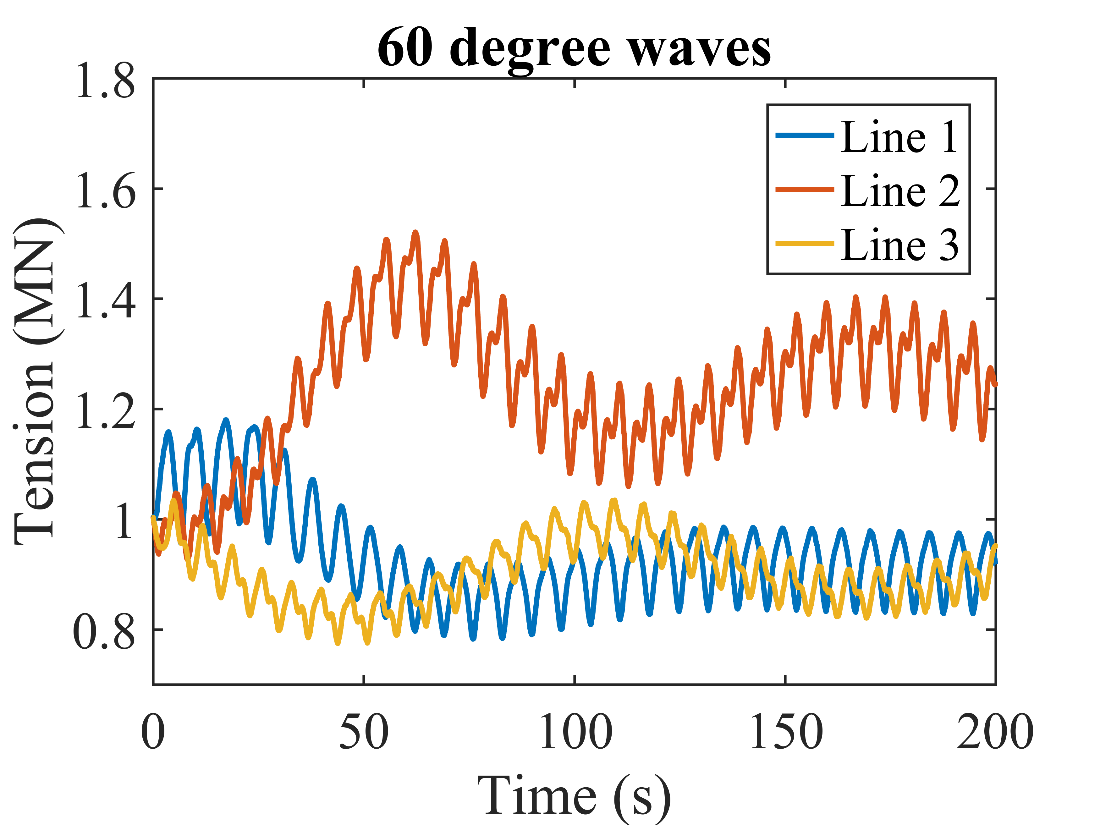 60 degree waves
1.8
1.6
1.4
1.2
1
0.8
Tension (MN)
Line 1
Line 2
Line 3
0 50 100 150 200
Time (s)